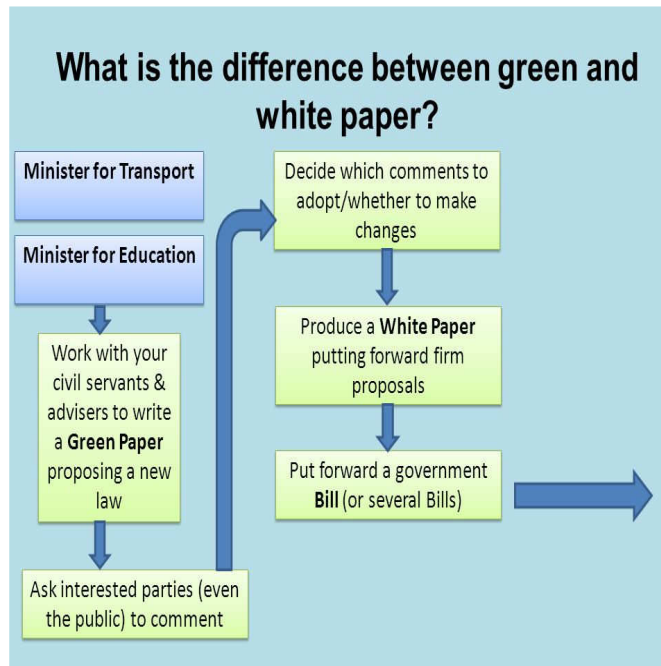 What is the difference between green and
white paper?
Minister for Transport
Minister for Education
Work with your
civil servants &
advisers to write
a Green Paper
proposing a new
law
Ask interested parties (even
the public) to comment
Decide which comments to
adopt/whether to make
changes
Produce a White Paper
putting forward firm
proposals
Put forward a government
Bill (or several Bills)